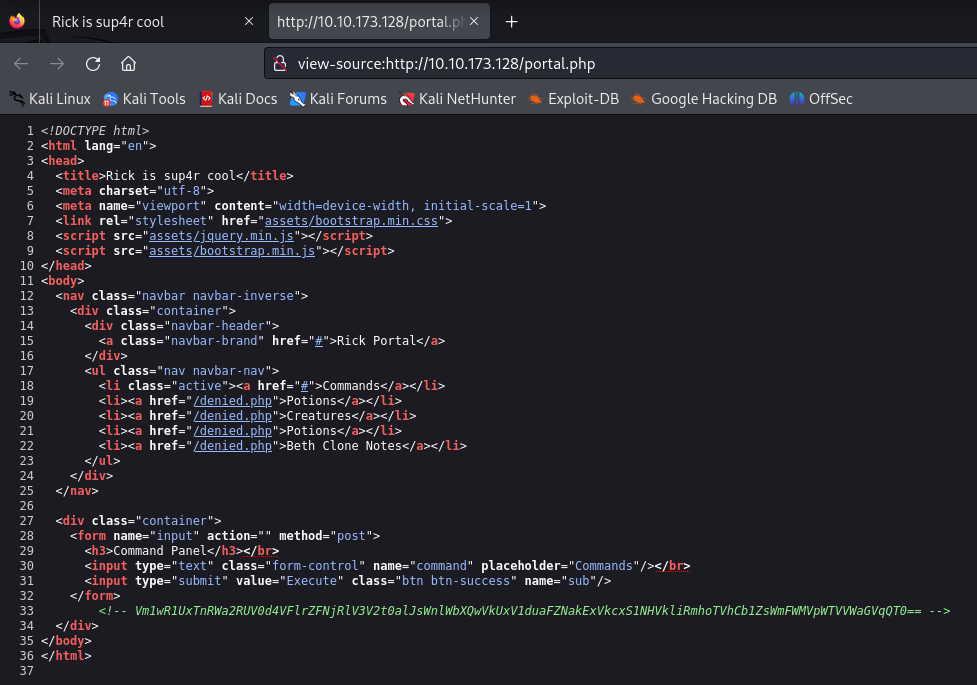 Rick is sup4r cool
http://10.10.173.128/portal.p
view-source:http://10.10.173.128/portal.php
Kali Linux Kali Tools Kali Docs Kali Forums Kali NetHunter Exploit-DB Google Hacking DB OffSec
1 <!DOCTYPE html>
2 <html lang="en">
3 <head>
4 <title>Rick is sup4r cool</title>
5 <meta charset="utf-8">
6 <meta name="viewport" content="width=device-width, initial-scale=1">
7 <link rel="stylesheet" href="assets/bootstrap.min.css">
8 <script src="assets/jquery.min.js"></script>
9 <script src="assets/bootstrap.min.js"></script>
10 </head>
11 <body>
12 <nav class="navbar navbar-inverse">
13 <div class="container">
14 <div class="navbar-header">
15 <a class="navbar-brand" href="#">Rick Portal</a>
16 </div>
17 <ul class="nav navbar-nav">
18 <li class="active"><a href="#">Commands</a></li>
19 <li><a href="/denied.php">Potions</a></li>
20 <li><a href="/denied.php">Creatures</a></li>
21 <li><a href="/denied.php">Potions</a></li>
22 <li><a href="/denied.php">Beth Clone Notes</a></li>
23 </ul>
24 </div>
25 </nav>
26
27 <div class="container">
28 <form name="input" action="" method="post">
29 <h3>Command Panel</h3></br>
30 <input type="text" class="form-control" name="command" placeholder="Commands"/></br>
31 <input type="submit" value="Execute" class="btn btn-success" name="sub"/>
32 </form>
33 <!-- Vm1wR1UxTnRWa2RUV0d4VFlrZFNjRlV3V2t0alJsWnlWbXQwVkUxV1duaFZNakExVkcxS1NHVkliRmhoTVhCb1ZsWmFWMVpWTVVWaGVqQT0== -->
34 </div>
35 </body>
36 </html>
37